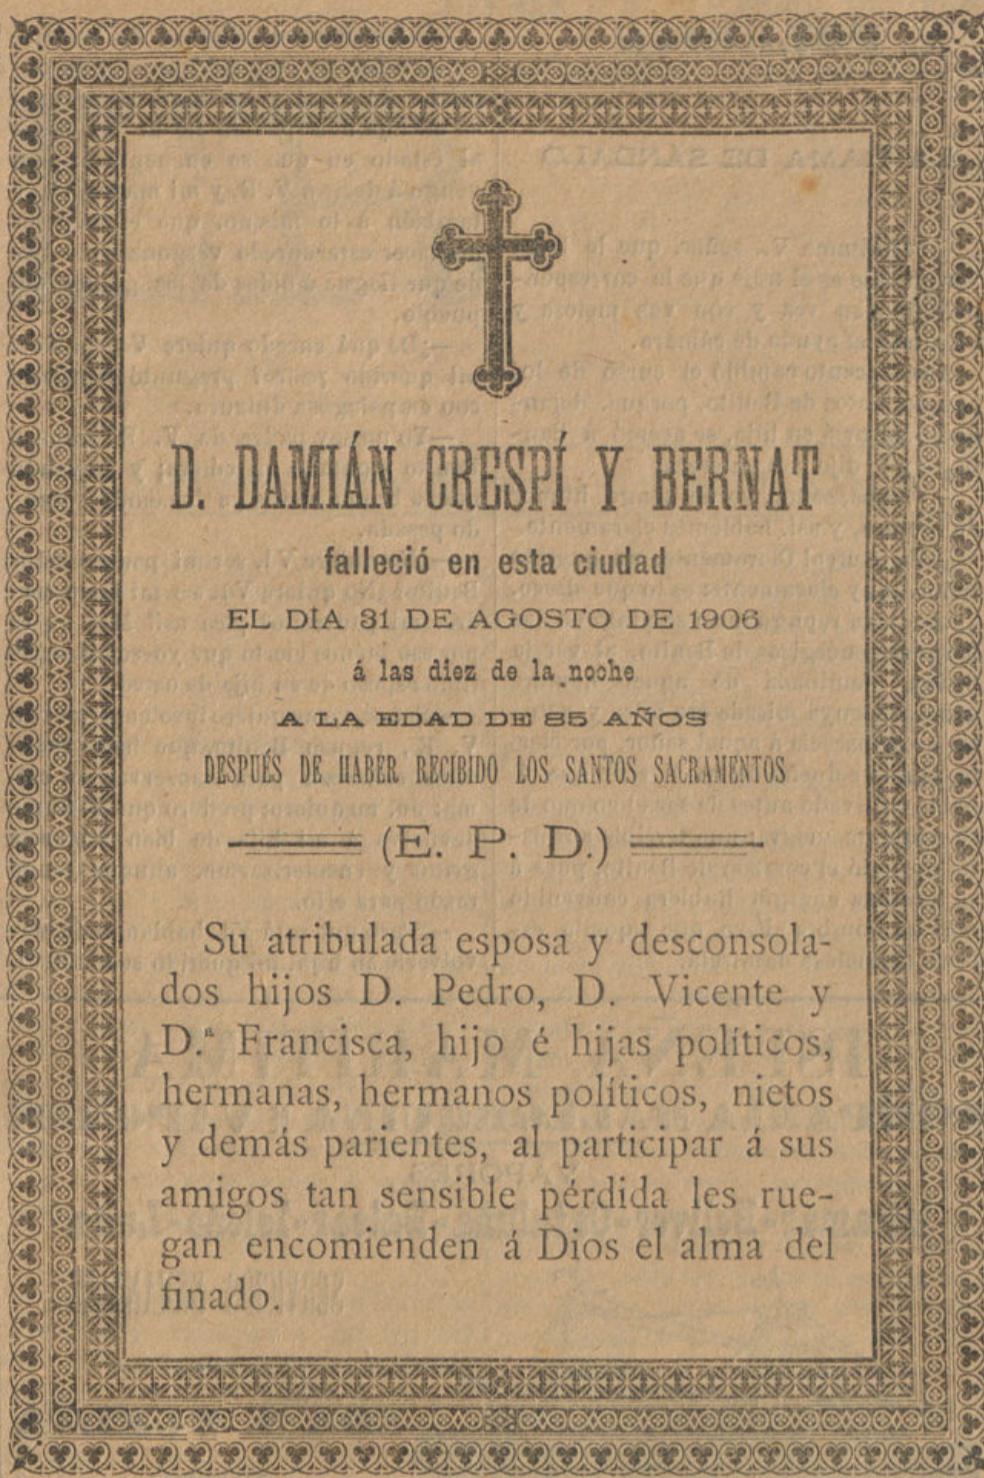 D. DAMIÁN CRESPÍ Y BERNAT
falleció en esta ciudad
EL DÍA 31 DE AGOSTO DE 1906
á las diez de la noche
A LA EDAD DE 85 AÑOS
DESPUÉS DE HABER RECIBIDO LOS SANTOS SACRAMENTOS
(E. P. D.)
Su atribulada esposa y desconsola-
dos hijos D. Pedro, D. Vicente y
D.ª Francisca, hijo é hijas políticos,
hermanas, hermanos políticos, nietos
y demás parientes, al participar á sus
amigos tan sensible pérdida les rue-
gan encomienden á Dios el alma del
finado.